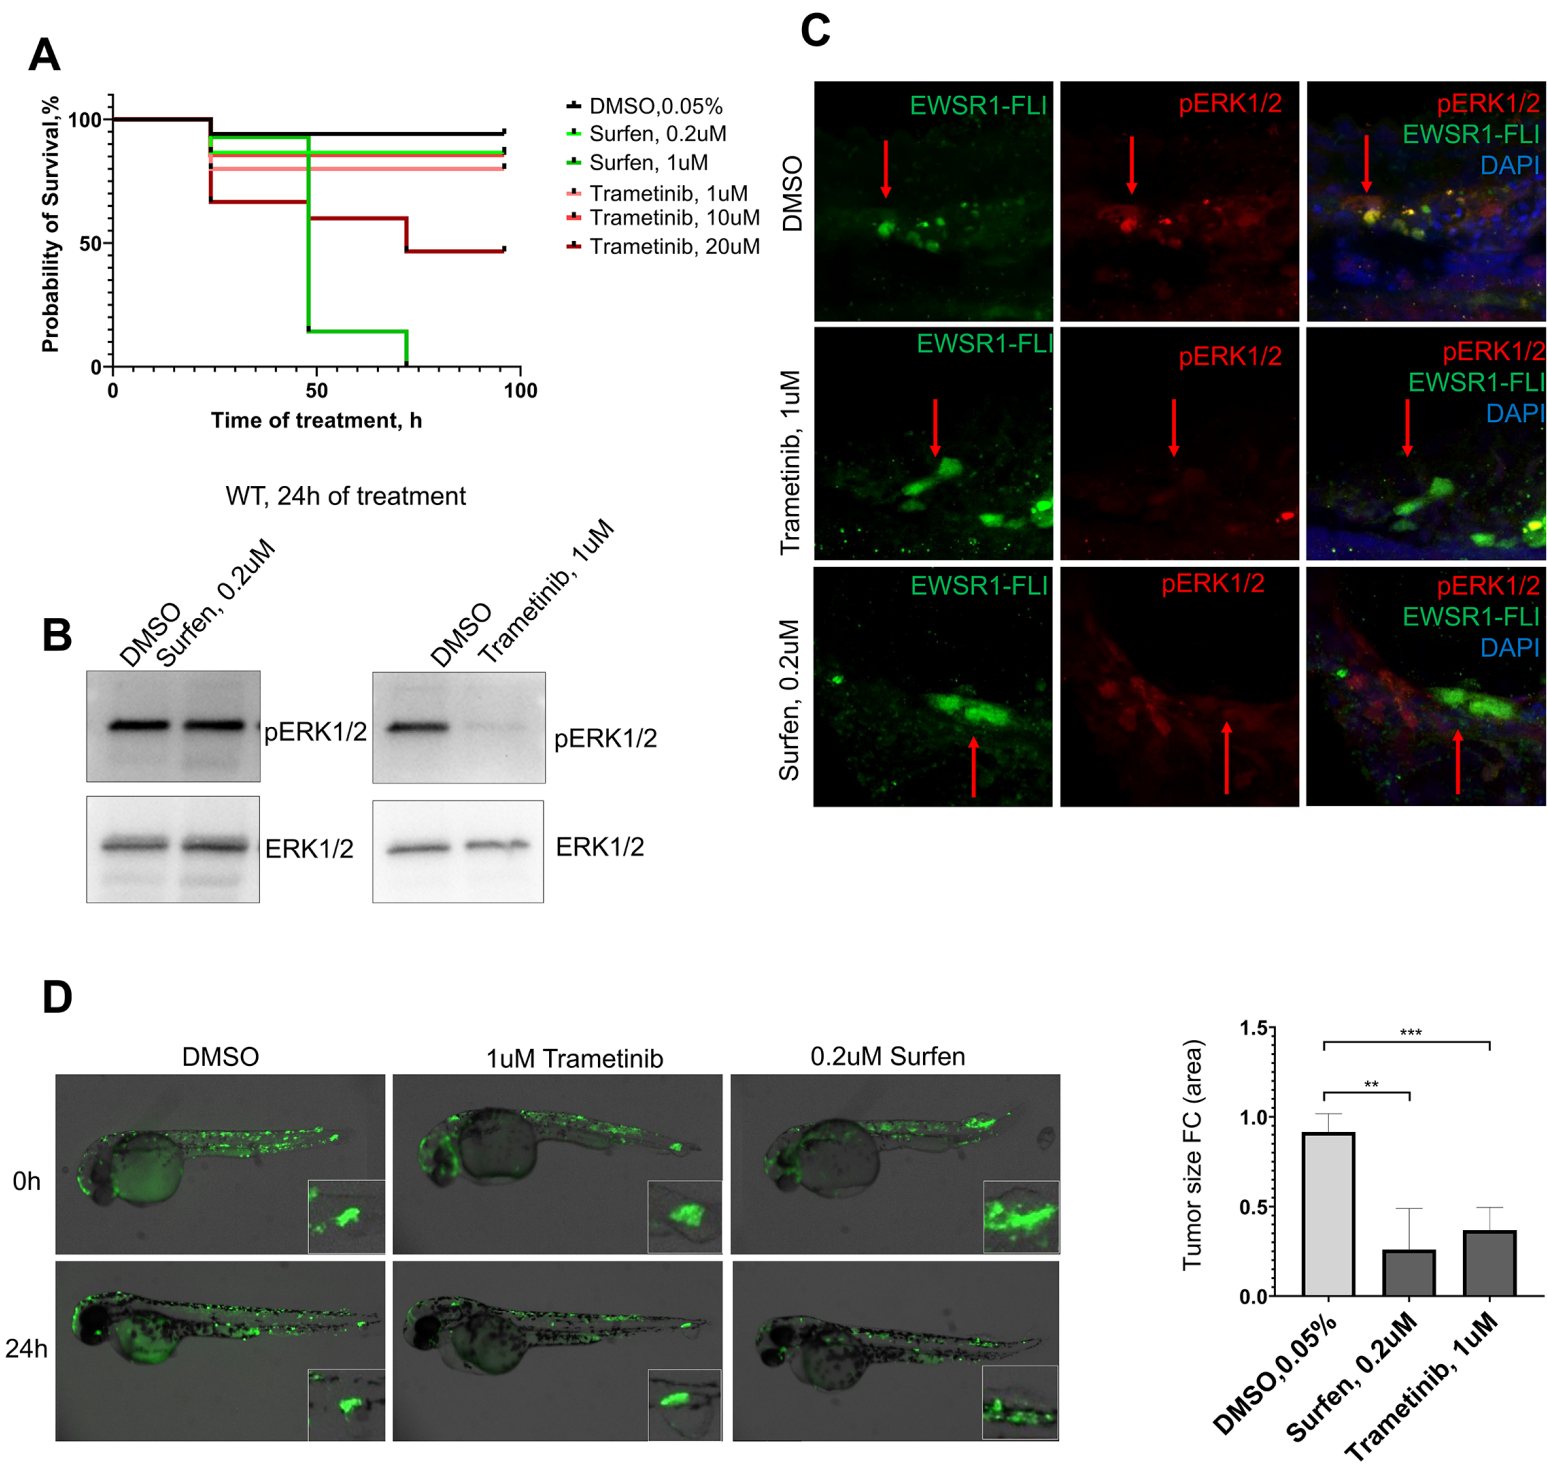 A
Probability of Survival,%
100
50
0
0
50
100
Time of treatment, h
DMSO,0.05%
Surfen, 0.2uM
Surfen, 1uM
Trametinib, 1uM
Trametinib, 10uM
Trametinib, 20uM
WT, 24h of treatment
B
DMSO
Surfen, 0.2uM
DMSO
Trametinib, 1uM
pERK1/2
pERK1/2
ERK1/2
ERK1/2
C
DMSO
EWSR1-FLI
pERK1/2
pERK1/2
EWSR1-FLI
DAPI
Trametinib, 1uM
EWSR1-FLI
pERK1/2
pERK1/2
EWSR1-FLI
DAPI
Surfen, 0.2uM
EWSR1-FLI
pERK1/2
pERK1/2
EWSR1-FLI
DAPI
D
DMSO
1uM Trametinib
0.2uM Surfen
0h
24h
Tumor size FC (area)
1.5
1.0
0.5
0.0
***
**
DMSO,0.05%
Surfen, 0.2uM
Trametinib, 1uM